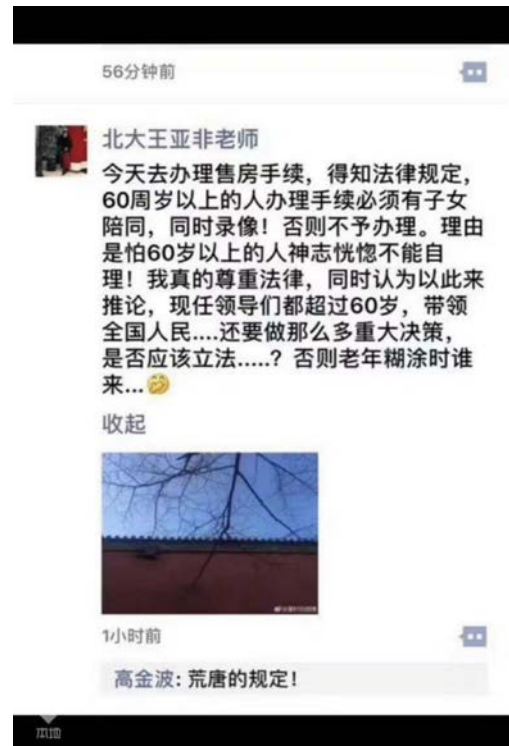 56分钟前
北大王亚非老师
今天去办理售房手续，得知法律规定，
60周岁以上的人办理手续必须有子女
陪同，同时录像！否则不予办理。理由
是怕60岁以上的人神志恍惚不能自
理！我真的尊重法律，同时认为以此来
推论，现任领导们都超过60岁，带领
全国人民....还要做那么多重大决策，
是否应该立法.....？否则老年糊涂时谁
来...🤣
收起
1小时前
高金波: 荒唐的规定！
本地